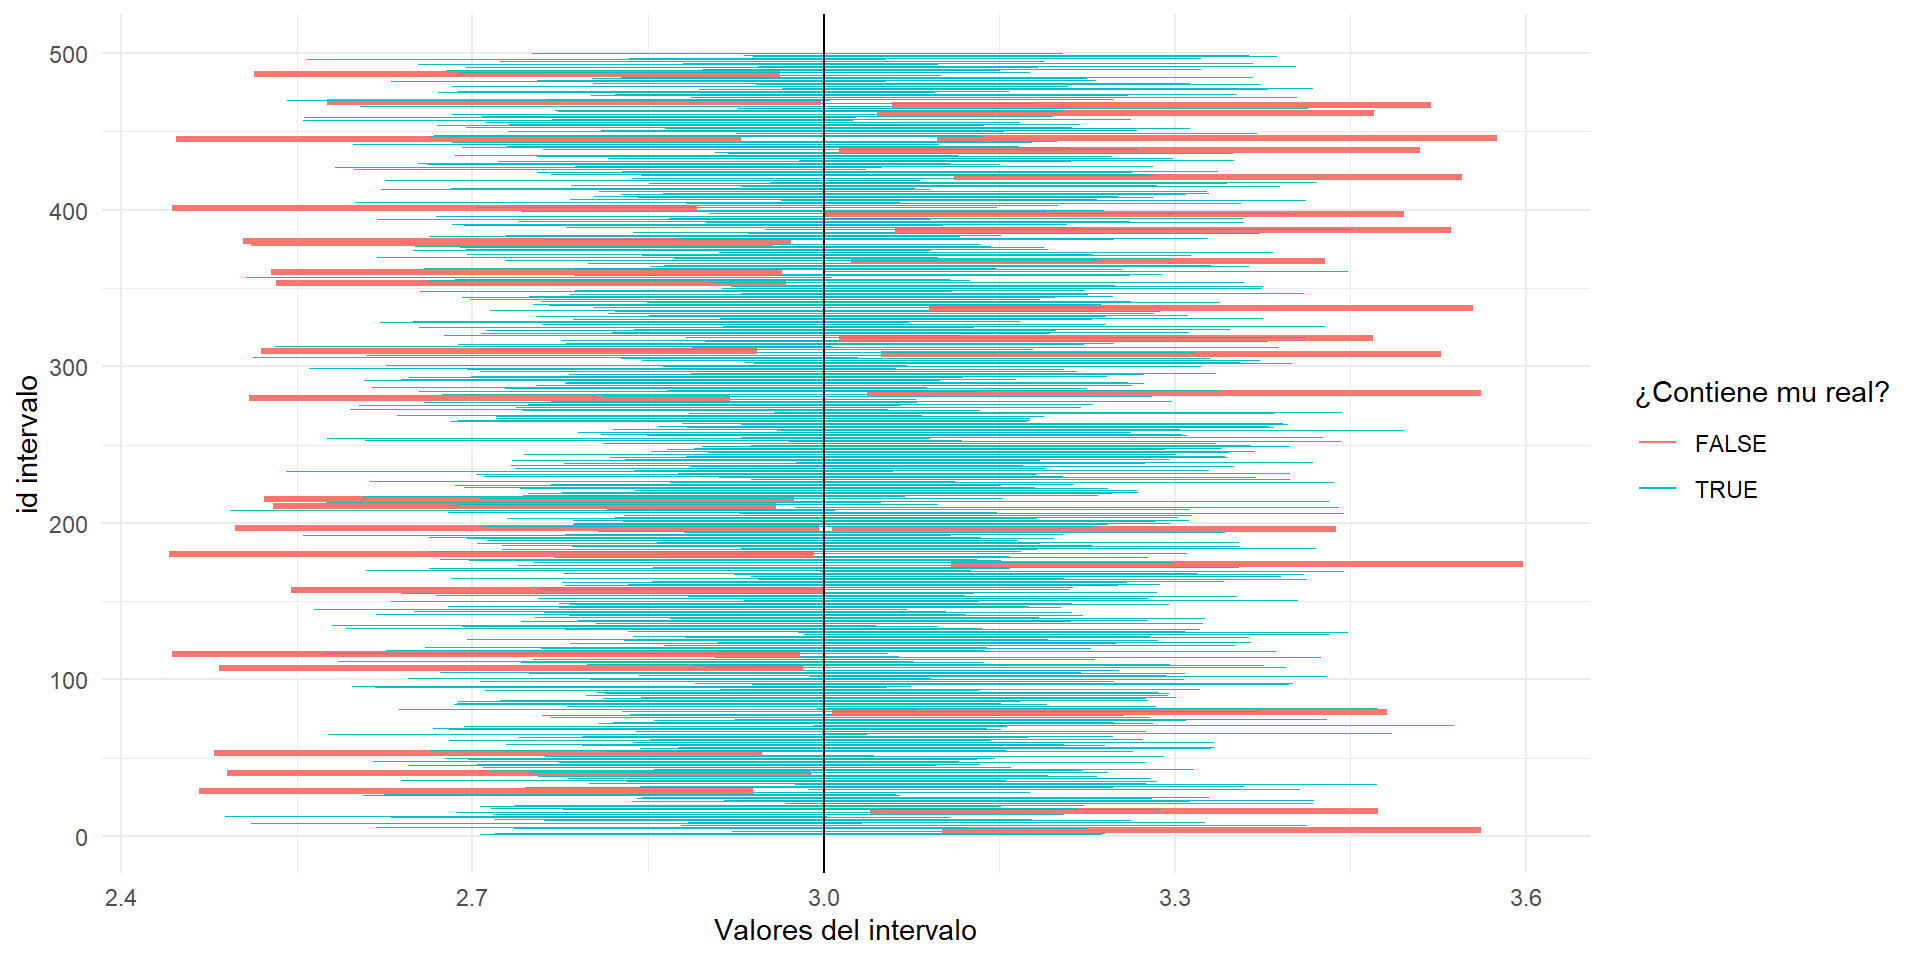 500
400
300
200
100
0
id intervalo
2.4 2.7 3.0 3.3 3.6
Valores del intervalo
¿Contiene mu real?
FALSE
TRUE